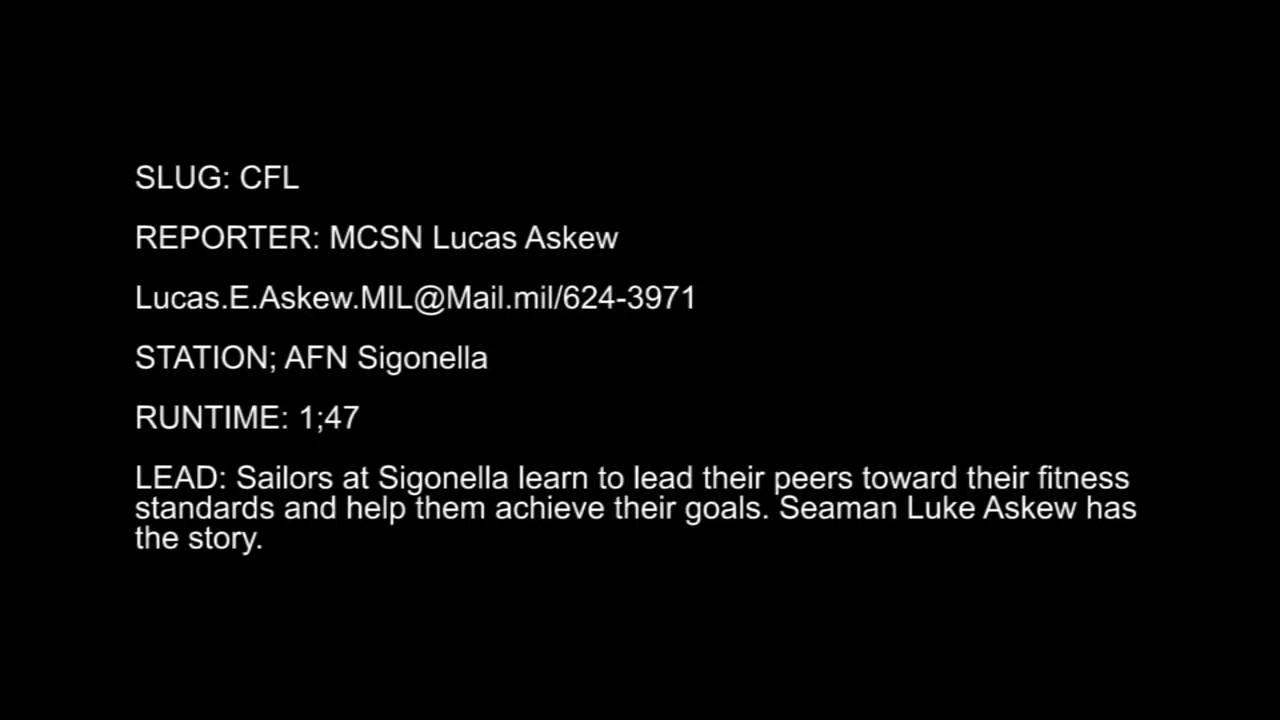 SLUG: CFL
REPORTER: MCSN Lucas Askew
Lucas.E.Askew.MIL@Mail.mil/624-3971
STATION; AFN Sigonella
RUNTIME: 1;47
LEAD: Sailors at Sigonella learn to lead their peers toward their fitness
standards and help them achieve their goals. Seaman Luke Askew has
the story.